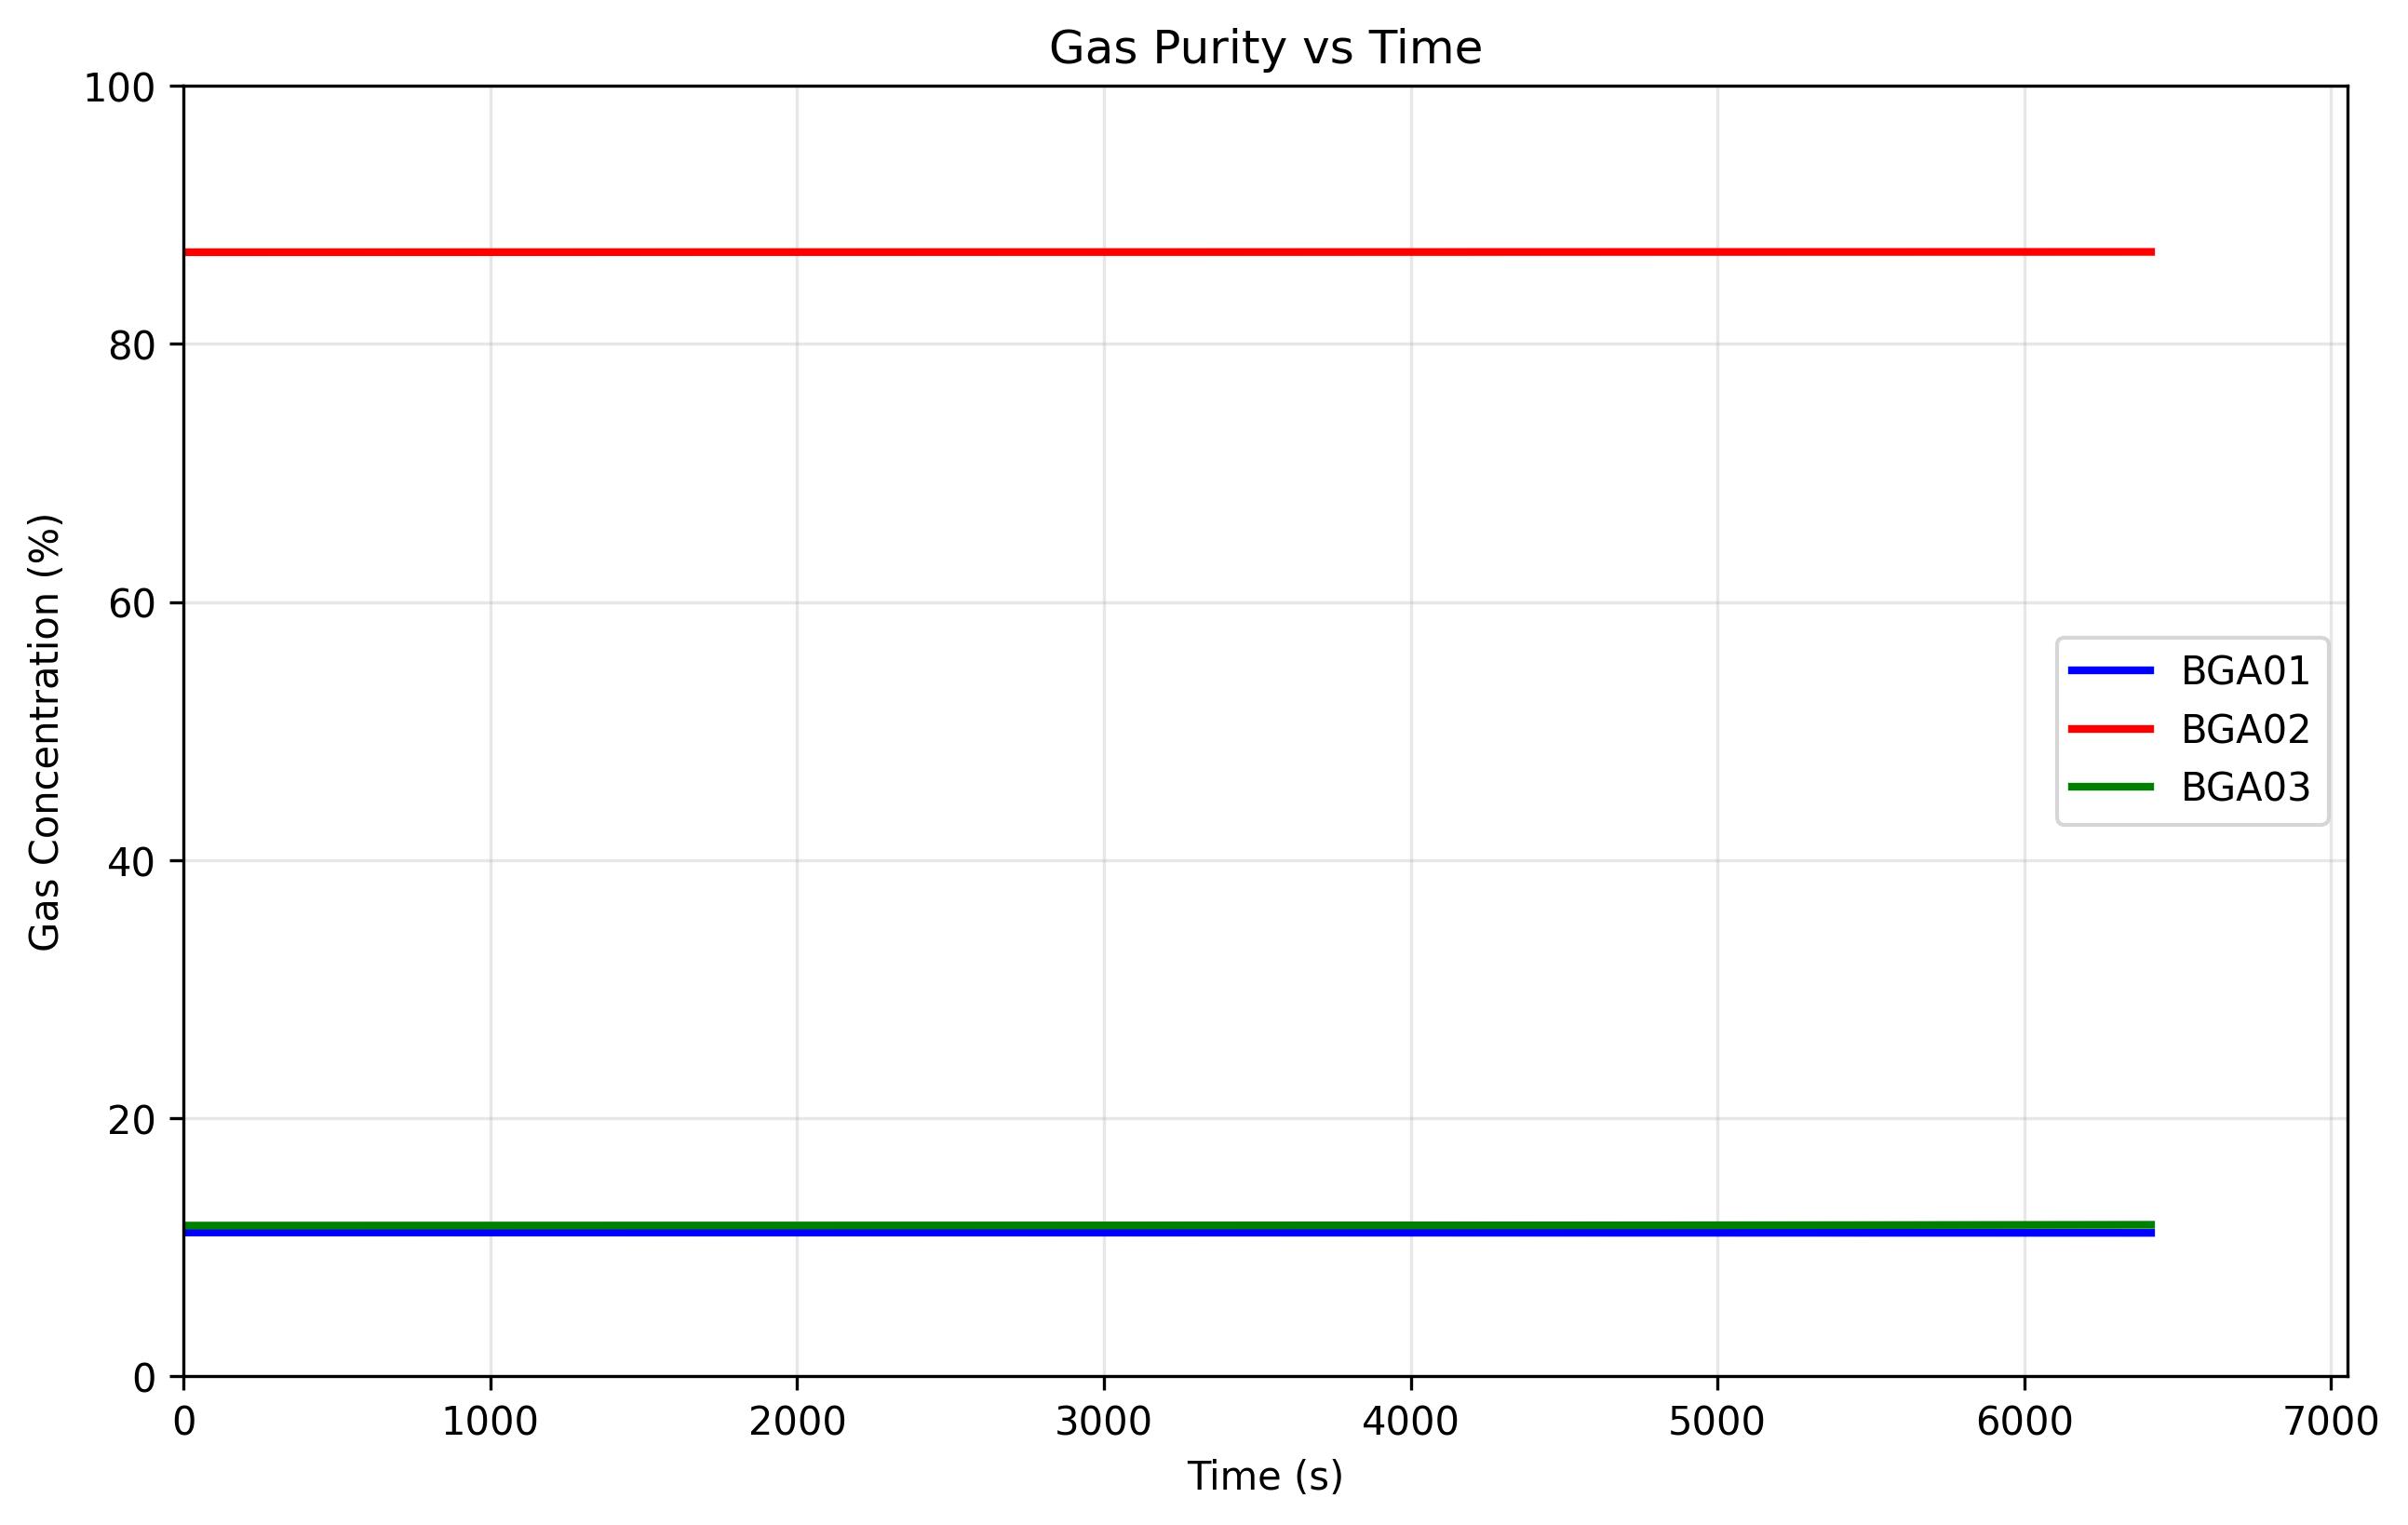 Gas Purity vs Time
Gas Concentration (%)
100
80
60
40
20
0
BGA01
BGA02
BGA03
0 1000 2000 3000 4000 5000 6000 7000
Time (s)